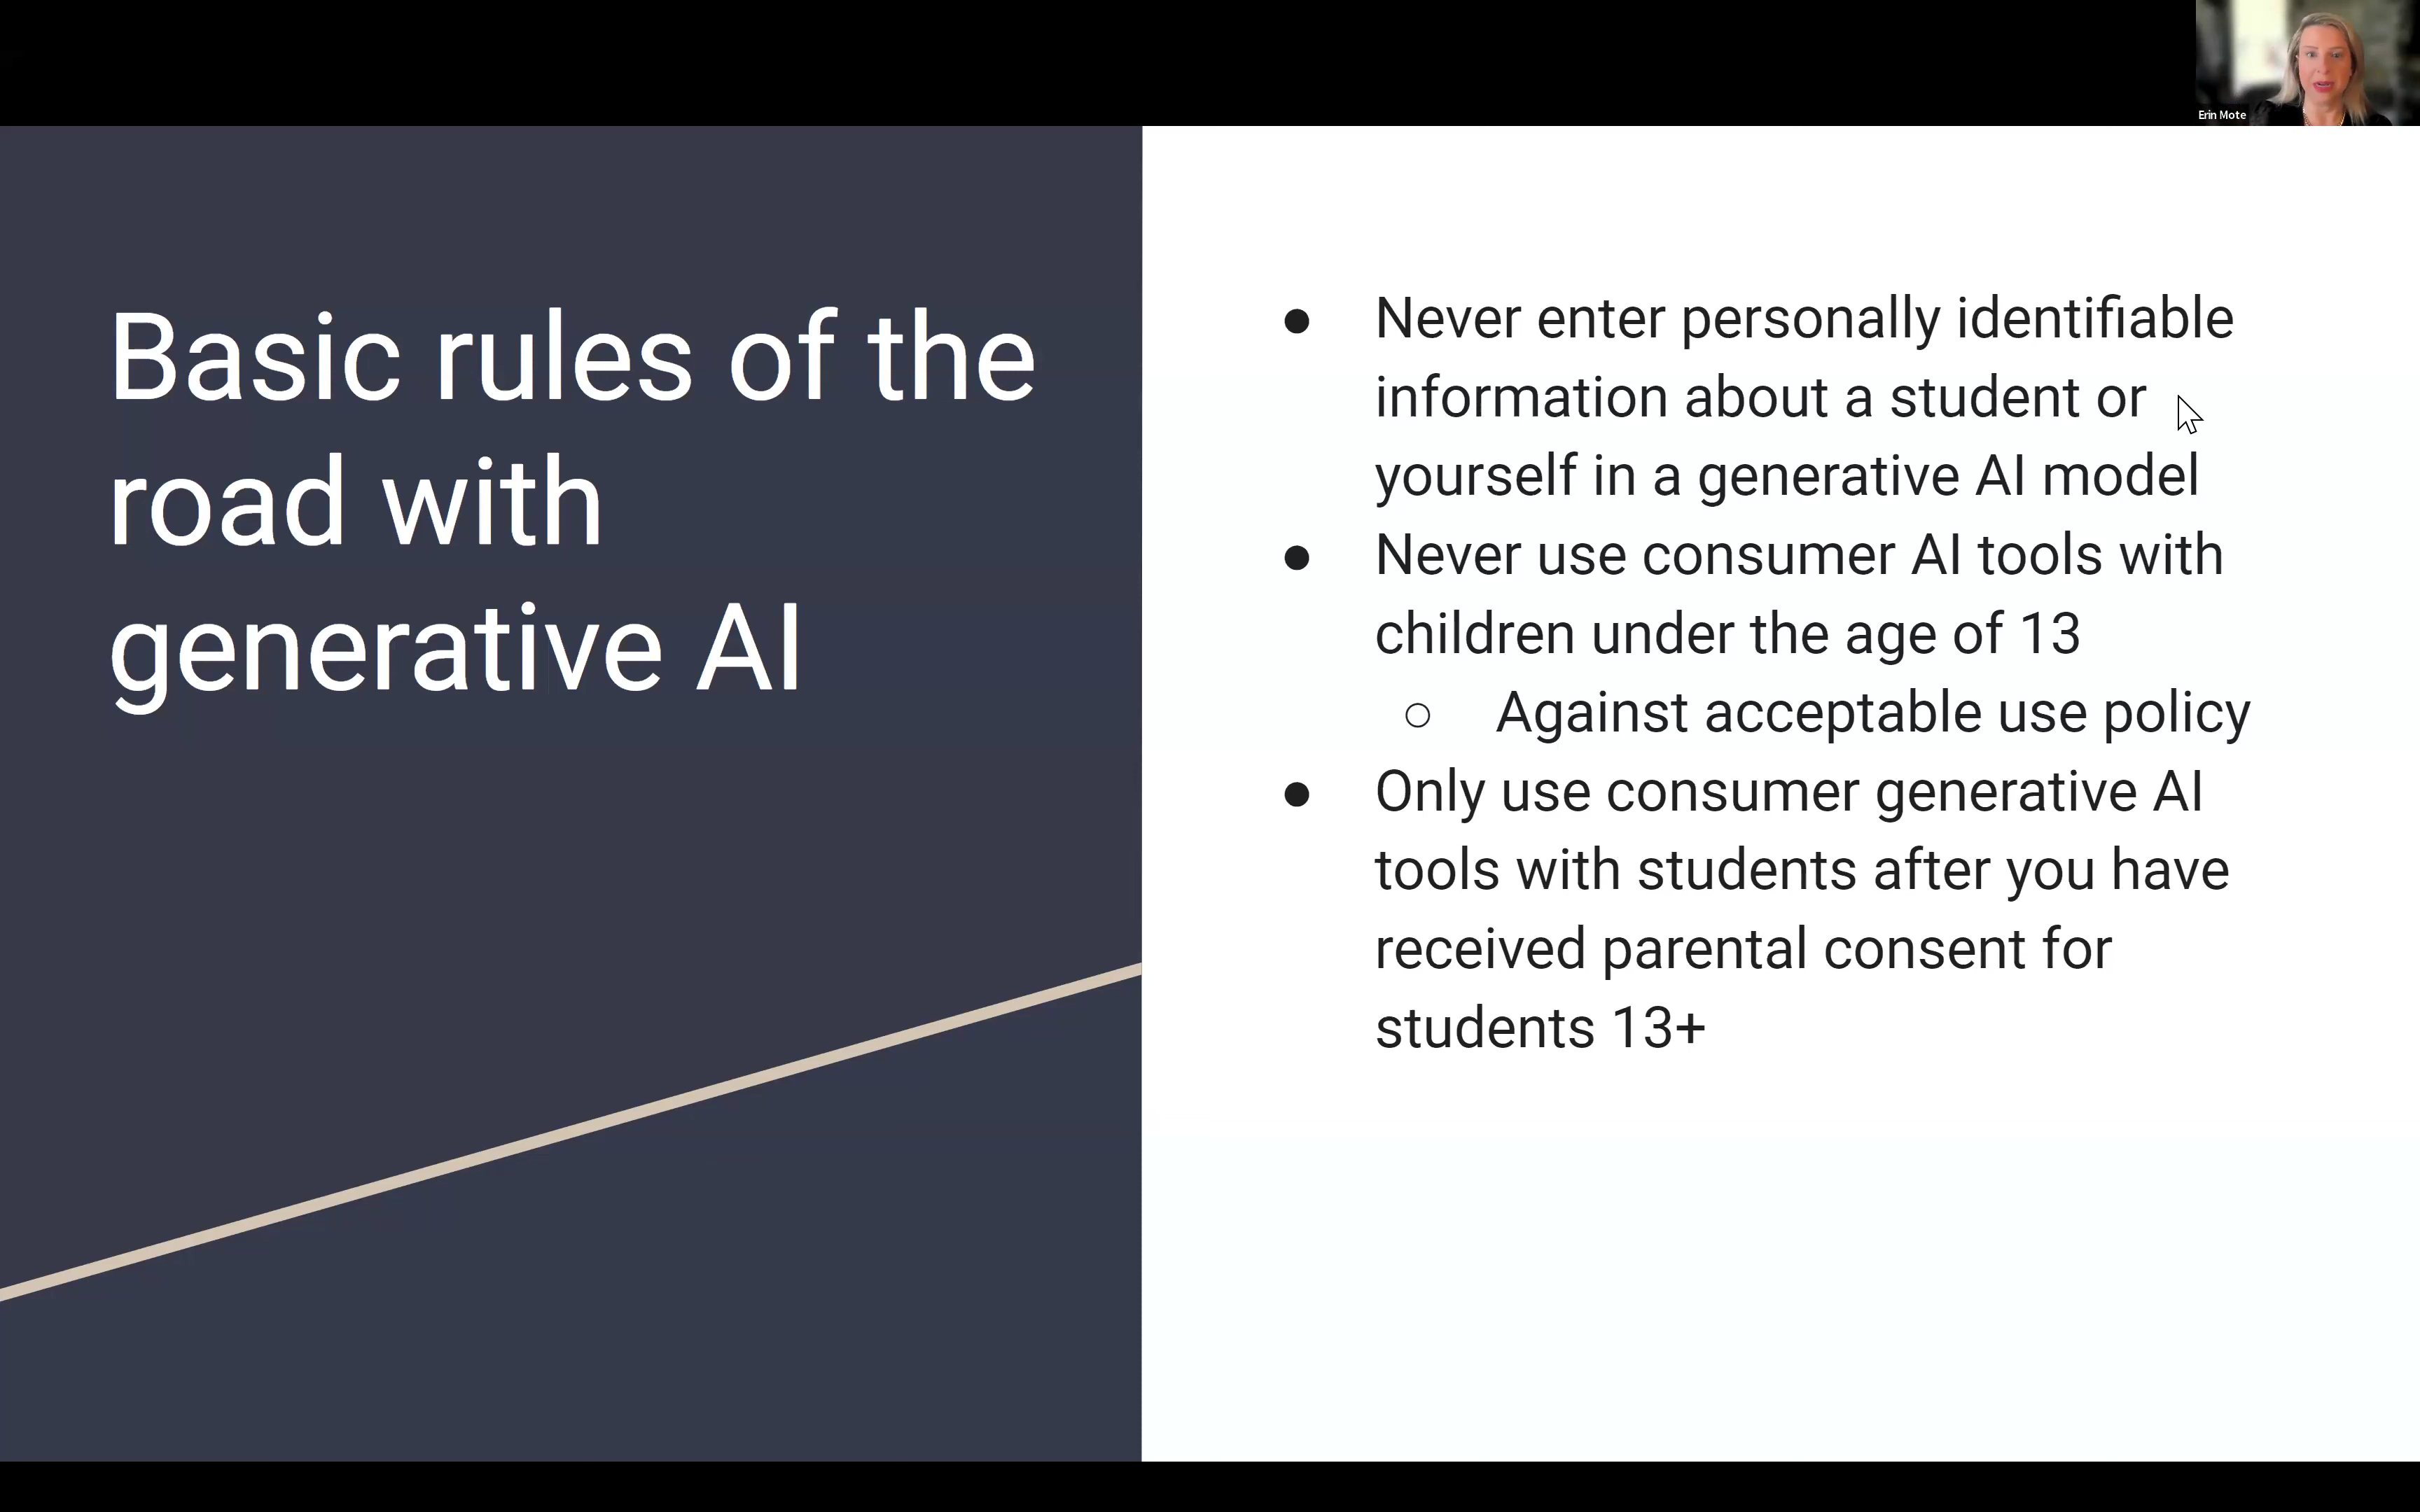 Erin Mote
Basic rules of the
road with
generative AI
● Never enter personally identifiable
information about a student or
yourself in a generative AI model
● Never use consumer AI tools with
children under the age of 13
○ Against acceptable use policy
● Only use consumer generative AI
tools with students after you have
received parental consent for
students 13+